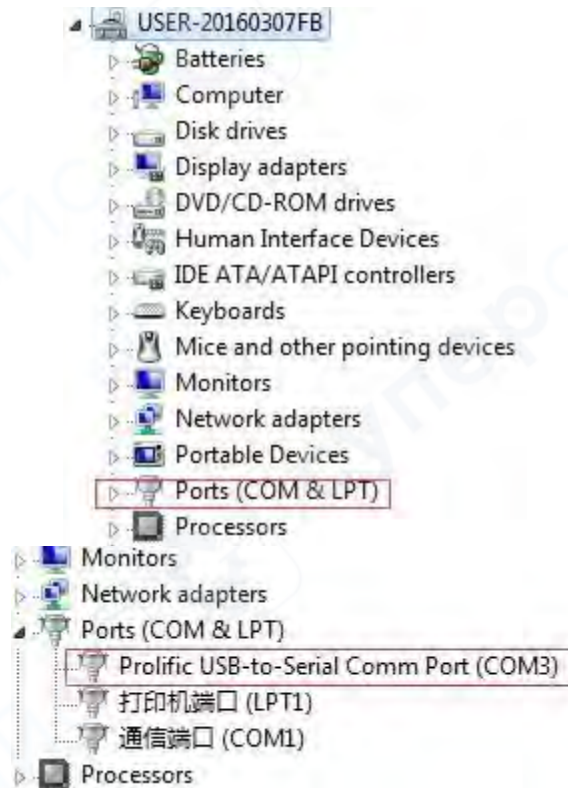 USER-20160307FB
Batteries
Computer
Disk drives
Display adapters
DVD/CD-ROM drives
Human Interface Devices
IDE ATA/ATAPI controllers
Keyboards
Mice and other pointing devices
Monitors
Network adapters
Portable Devices
Ports (COM & LPT)
Processors
Monitors
Network adapters
Ports (COM & LPT)
Prolific USB-to-Serial Comm Port (COM3)
打印机端口 (LPT1)
通信端口 (COM1)
Processors